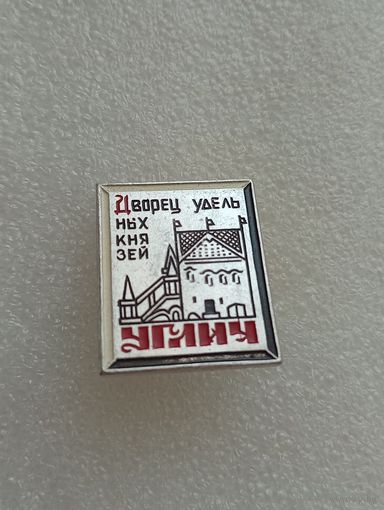 Дворец удель
ных
кня
зей
УГЛИЧ